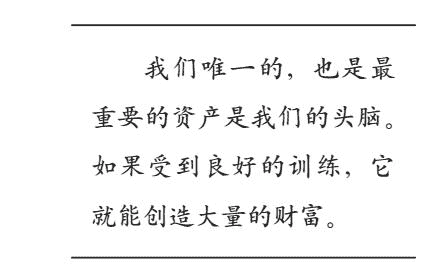 我们唯一的，也是最
重要的资产是我们的头脑。
如果受到良好的训练，它
就能创造大量的财富。